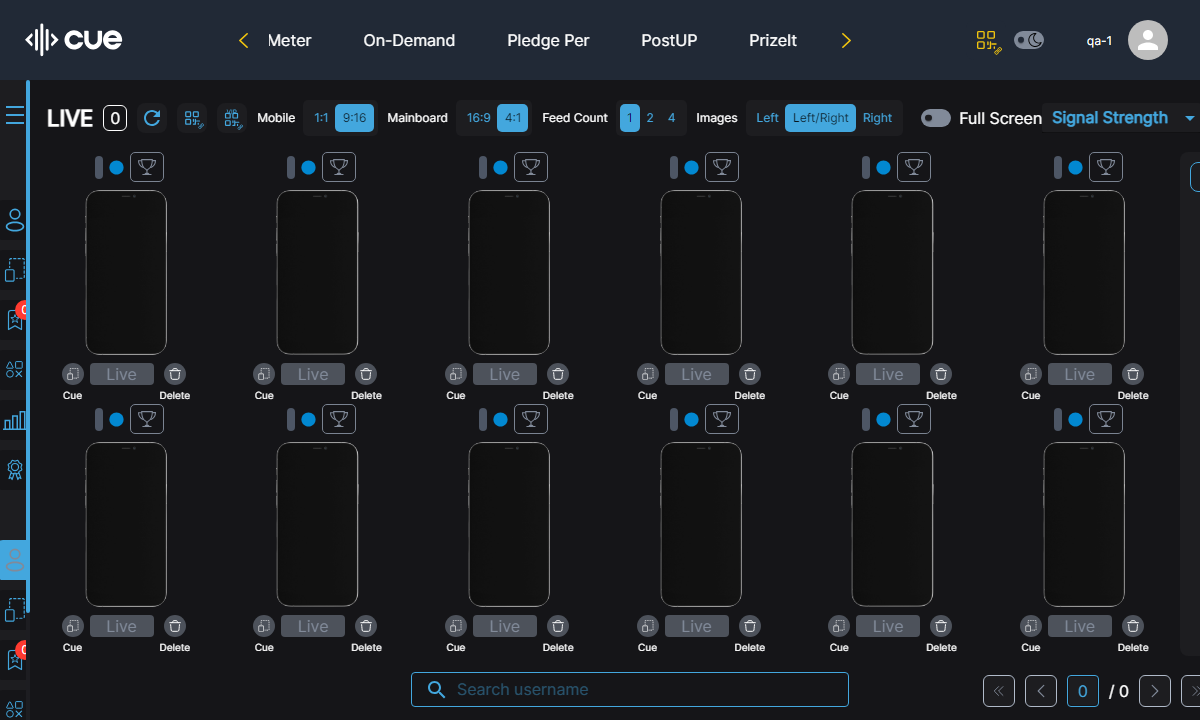 cue
Meter On-Demand Pledge Per PostUP PrizeIt
qa-1
LIVE 0
Mobile 1:1 9:16 Mainboard 16:9 4:1 Feed Count 1 2 4 Images Left Left/Right Right Full Screen Signal Strength
Live Live Live Live Live Live
Cue Delete Cue Delete Cue Delete Cue Delete Cue Delete Cue Delete
Live Live Live Live Live Live
Cue Delete Cue Delete Cue Delete Cue Delete Cue Delete Cue Delete
Search username
0 / 0